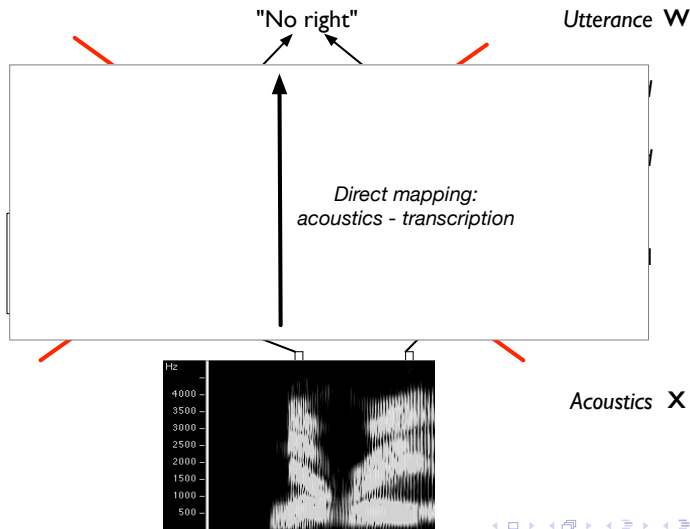 "No right"
Utterance W
Direct mapping:
acoustics - transcription
Hz
4000
3500
3000
2500
2000
1500
1000
500
Acoustics X